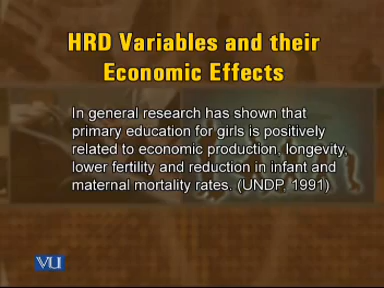 HRD Variables and their
Economic Effects
In general research has shown that
primary education for girls is positively
related to economic production, longevity,
lower fertility and reduction in infant and
maternal mortality rates. (UNDP, 1991)
VU